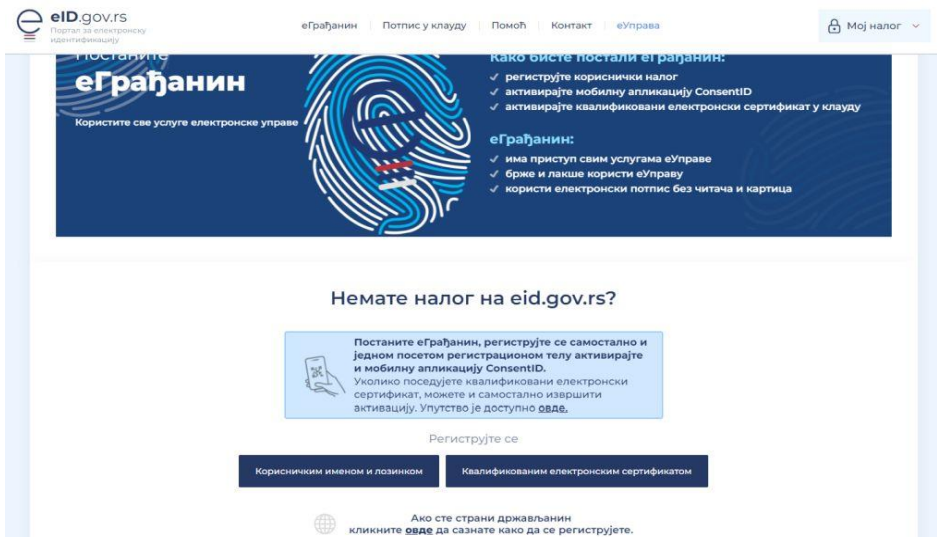 eID.gov.rs
Портал за електронску
идентификацију
еГрађанин
Потпис у клауду
Помоћ
Контакт
еУправа
Мој налог
Постаните
еГрађанин
Користите све услуге електронске управе
Како бисте постали еГрађанин:
региструјте кориснички налог
активирајте мобилну апликацију ConsentID
активирајте квалификовани електронски сертификат у клауду
еГрађанин:
има приступ свим услугама еУправе
брже и лакше користи еУправу
користи електронски потпис без читача и картица
Немате налог на eid.gov.rs?
Постаните еГрађанин, региструјте се самостално и
једном посетом регистрационом телу активирајте
и мобилну апликацију ConsentID.
Уколико поседујете квалификовани електронски
сертификат, можете и самостално извршити
активацију. Упутство је доступно овде.
Региструјте се
Корисничким именом и лозинком
Квалификованим електронским сертификатом
Ако сте страни држављанин
кликните овде да сазнате како да се региструјете.